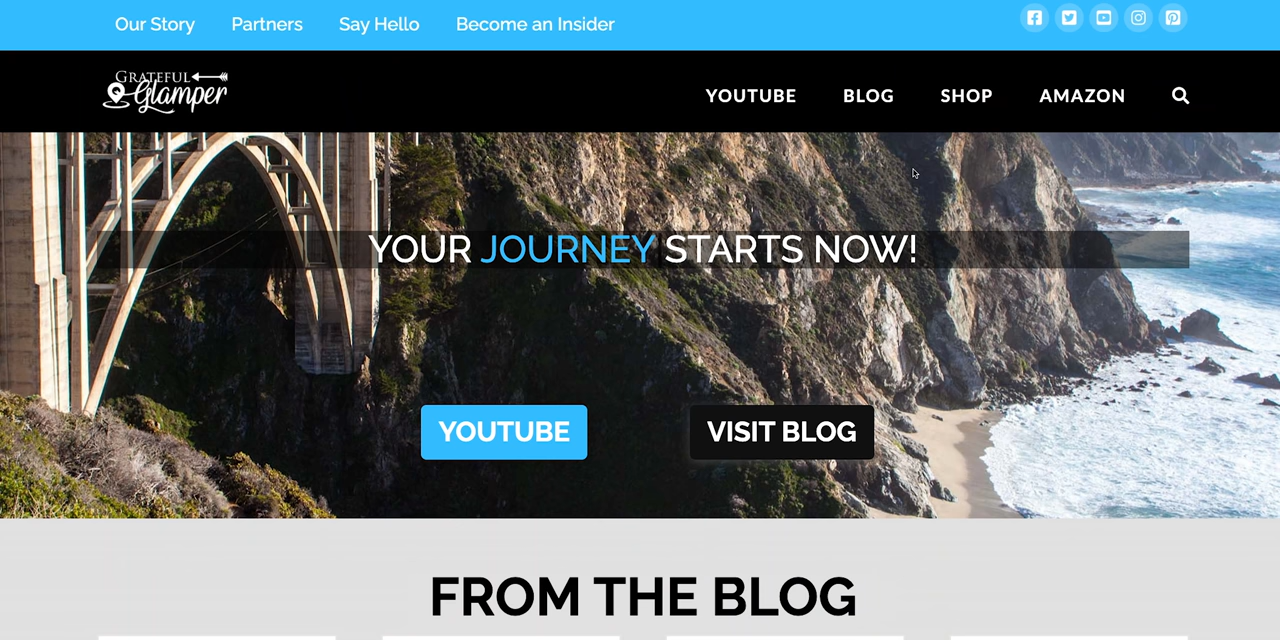 Our Story Partners Say Hello Become an Insider
GRATEFUL
Glamper
YOUTUBE BLOG SHOP AMAZON
YOUR JOURNEY STARTS NOW!
YOUTUBE VISIT BLOG
FROM THE BLOG